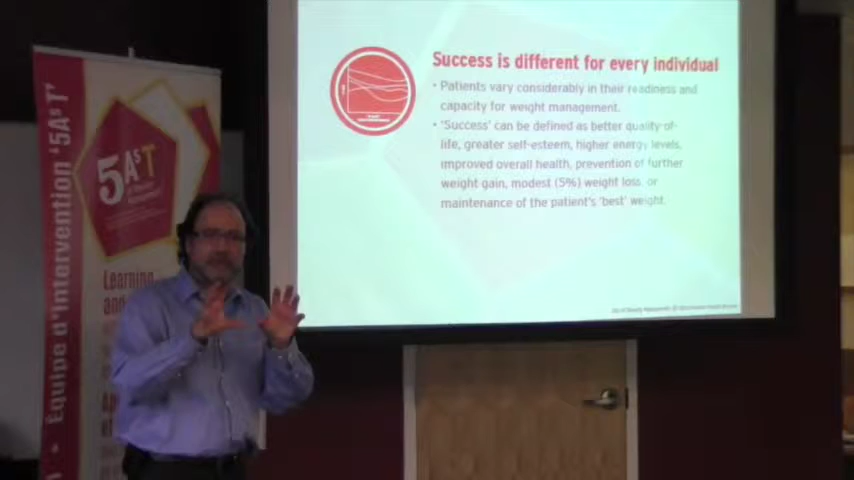 Success is different for every individual
• Patients vary considerably in their readiness and
capacity for weight management.
• 'Success' can be defined as better quality-of-
life, greater self-esteem, higher energy levels,
improved overall health, prevention of further
weight gain, modest (5%) weight loss, or
maintenance of the patient's 'best' weight.
Équipe d'Intervention '5AˢT'
5AˢT
Learning